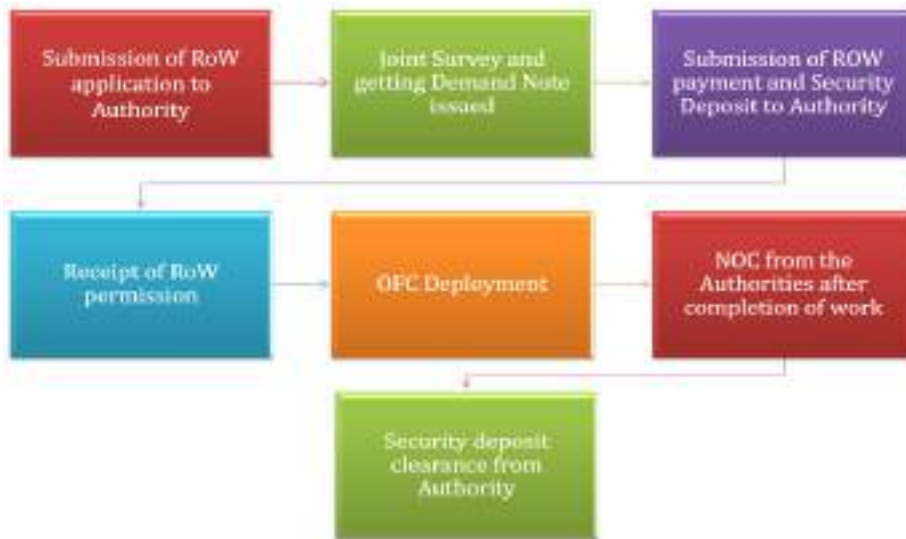 Submission of RoW
application to
Authority
Joint Survey and
getting Demand Note
issued
Submission of ROW
payment and Security
Deposit to Authority
Receipt of RoW
permission
OFC Deployment
NOC from the
Authorities after
completion of work
Security deposit
clearance from
Authority